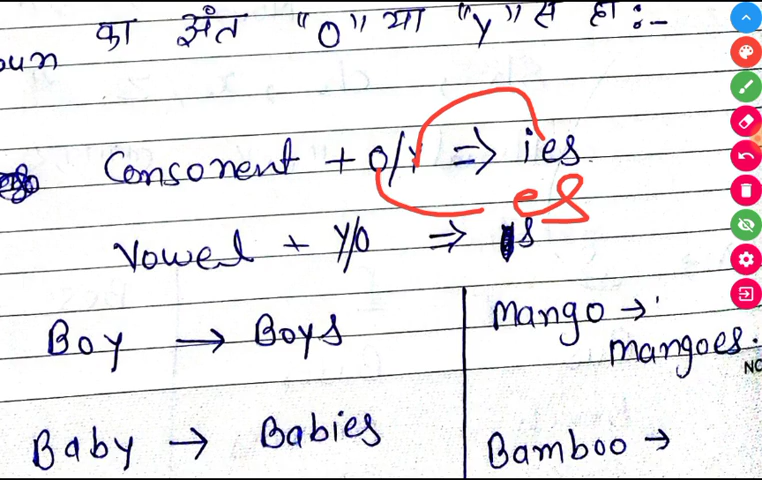 का अंत "O" या "y" से हो :-
oun
Consonent + O/Y => ies
es
Vowel + Y/O => s
Boy → Boys
Mango → mangoes.
Baby → Babies
Bamboo →
NC